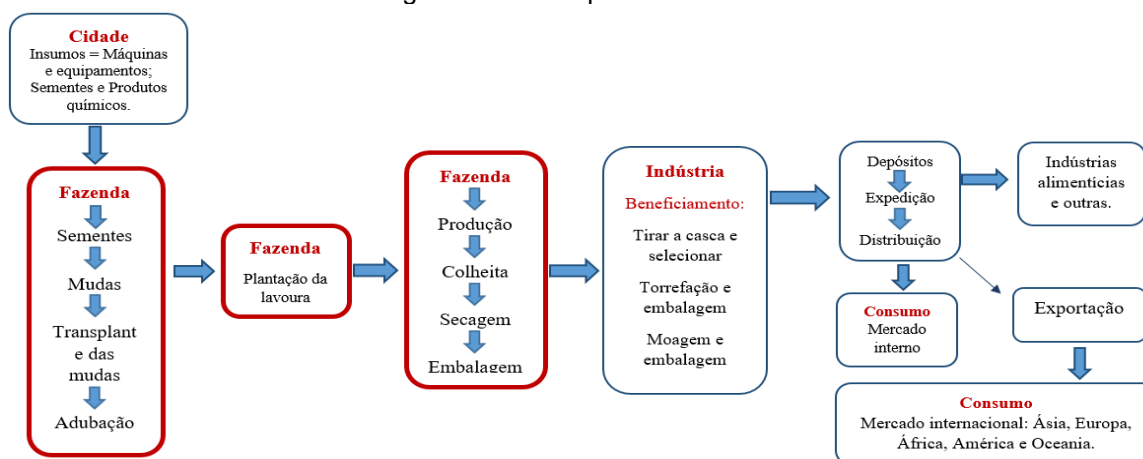 Cidade
Insumos = Máquinas
e equipamentos;
Sementes e Produtos
químicos.
Fazenda
Sementes
Mudas
Transplant
e das
mudas
Adubação
Fazenda
Plantação da
lavoura
Fazenda
Produção
Colheita
Secagem
Embalagem
Indústria
Beneficiamento:
Tirar a casca e
selecionar
Torrefação e
embalagem
Moagem e
embalagem
Depósitos
Expedição
Distribuição
Indústrias
alimentícias
e outras.
Consumo
Mercado
interno
Exportação
Consumo
Mercado internacional: Ásia, Europa,
África, América e Oceania.